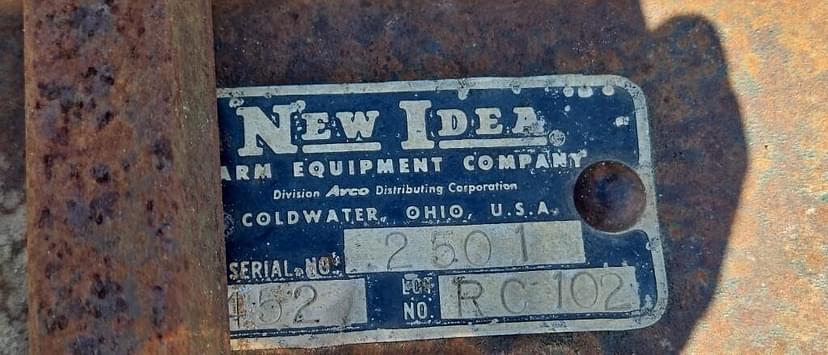 NEW IDEA
ARM EQUIPMENT COMPANY
Division Avco Distributing Corporation
COLDWATER, OHIO, U.S.A.
SERIAL NO. 2501
452 NO. RC 102